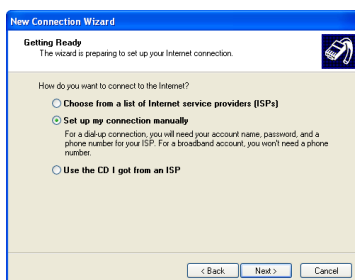 New Connection Wizard
Getting Ready
The wizard is preparing to set up your Internet connection.
How do you want to connect to the Internet?
Choose from a list of Internet service providers (ISPs)
Set up my connection manually
For a dial-up connection, you will need your account name, password, and a
phone number for your ISP. For a broadband account, you won't need a phone
number.
Use the CD I got from an ISP
< Back
Next >
Cancel